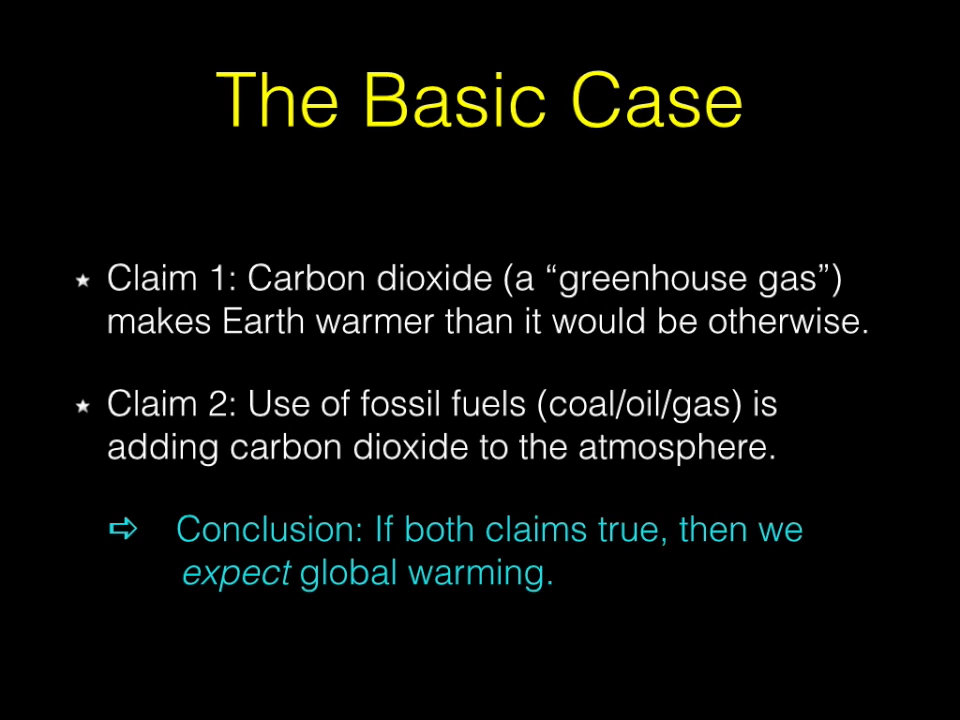 The Basic Case
★ Claim 1: Carbon dioxide (a “greenhouse gas”)
makes Earth warmer than it would be otherwise.
★ Claim 2: Use of fossil fuels (coal/oil/gas) is
adding carbon dioxide to the atmosphere.
⇨ Conclusion: If both claims true, then we
expect global warming.